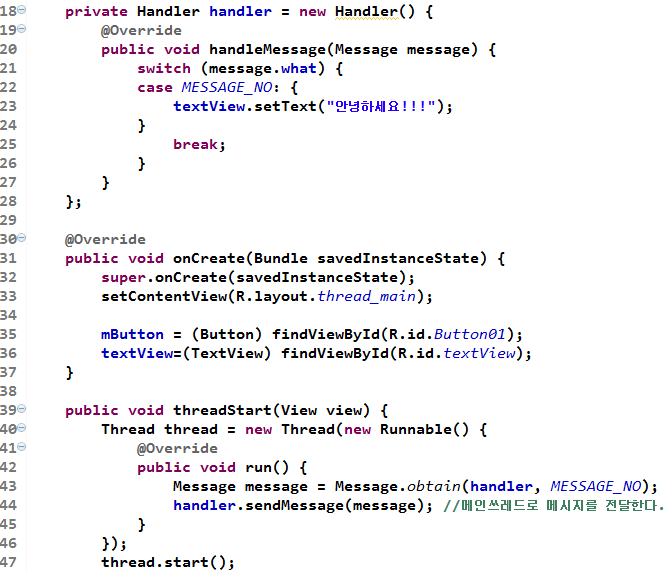 18 private Handler handler = new Handler() {
19 @Override
20 public void handleMessage(Message message) {
21 switch (message.what) {
22 case MESSAGE_NO: {
23 textView.setText("안녕하세요!!!");
24 }
25 break;
26 }
27 }
28 };
29
30 @Override
31 public void onCreate(Bundle savedInstanceState) {
32 super.onCreate(savedInstanceState);
33 setContentView(R.layout.thread_main);
34
35 mButton = (Button) findViewById(R.id.Button01);
36 textView=(TextView) findViewById(R.id.textView);
37 }
38
39 public void threadStart(View view) {
40 Thread thread = new Thread(new Runnable() {
41 @Override
42 public void run() {
43 Message message = Message.obtain(handler, MESSAGE_NO);
44 handler.sendMessage(message); //메인쓰레드로 메시지를 전달한다.
45 }
46 });
47 thread.start();